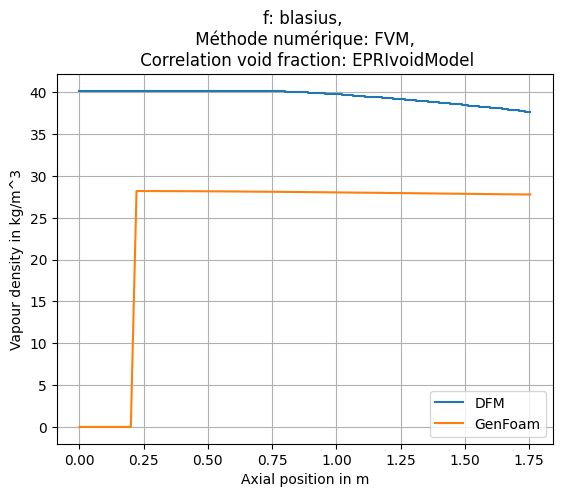 f: blasius,
Méthode numérique: FVM,
Correlation void fraction: EPRIvoidModel
Vapour density in kg/m^3
40
35
30
25
20
15
10
5
0
0.00 0.25 0.50 0.75 1.00 1.25 1.50 1.75
Axial position in m
DFM
GenFoam